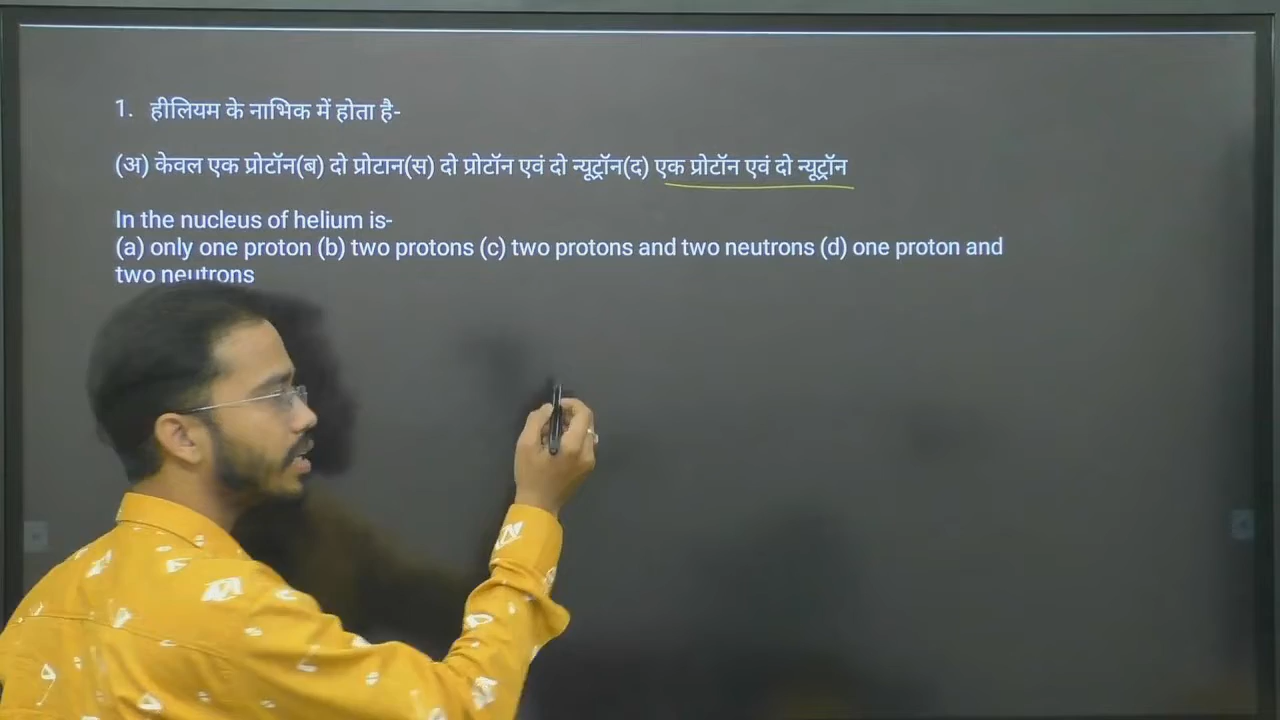 1. हीलियम के नाभिक में होता है-
(अ) केवल एक प्रोटॉन(ब) दो प्रोटान(स) दो प्रोटॉन एवं दो न्यूट्रॉन(द) एक प्रोटॉन एवं दो न्यूट्रॉन
In the nucleus of helium is-
(a) only one proton (b) two protons (c) two protons and two neutrons (d) one proton and
two neutrons